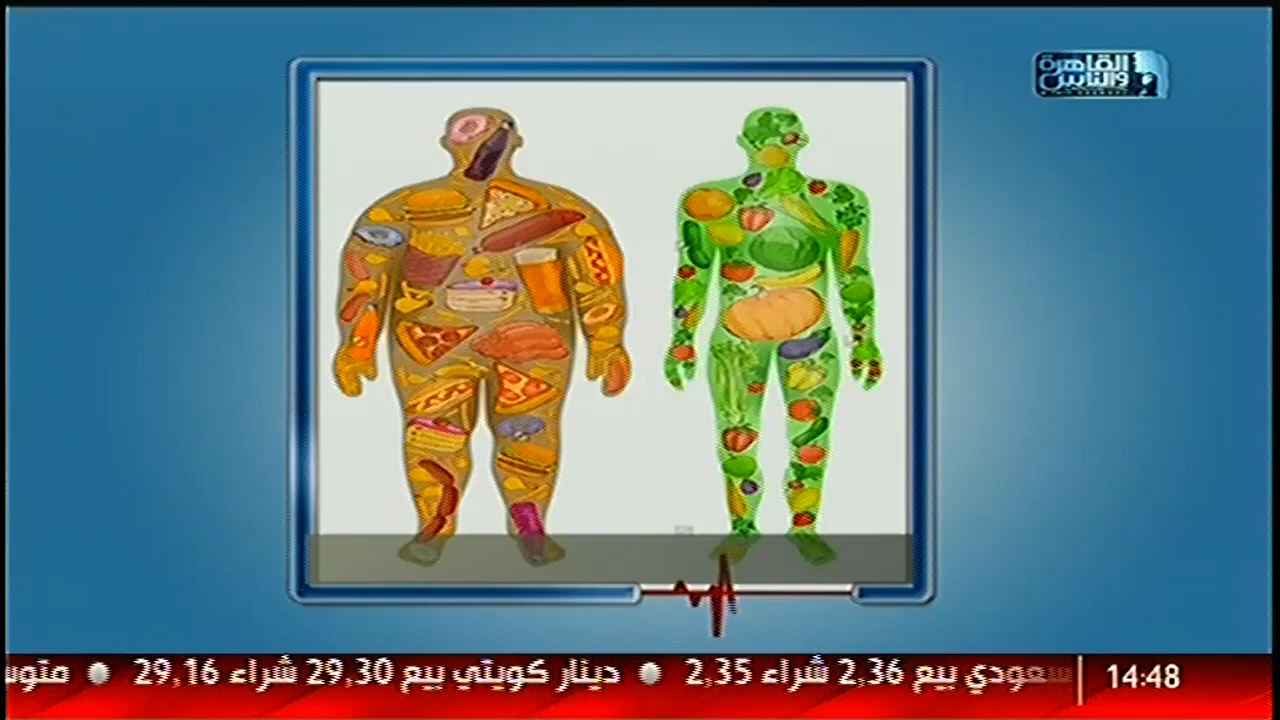 القاهرة
والناس
14:48
سعودي بيع 2,36 شراء 2,35 ● دينار كويتي بيع 29,30 شراء 29,16 ● متوس